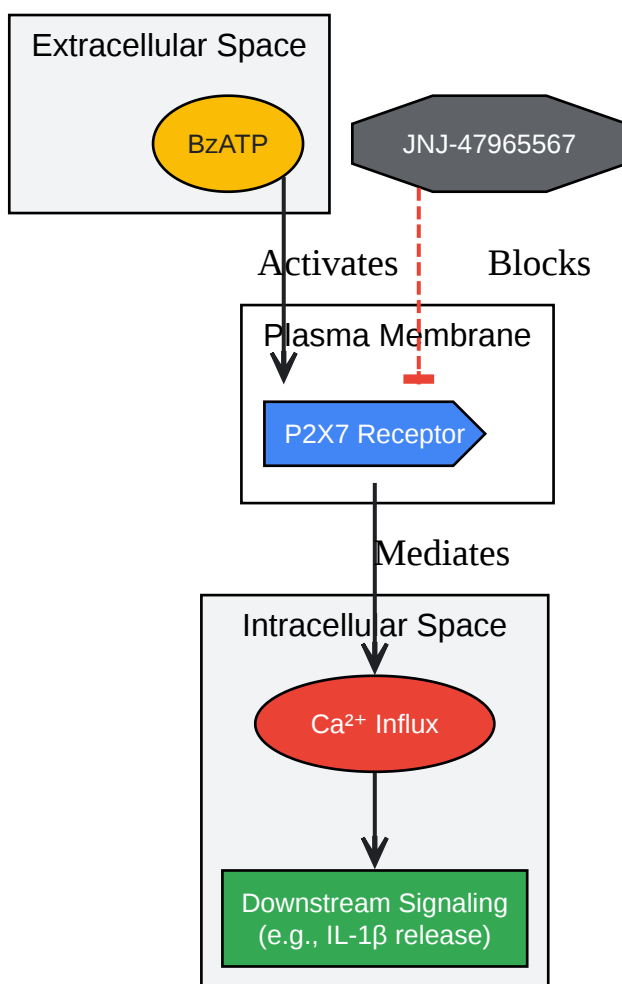 Extracellular Space
BzATP
JNJ-47965567
Activates
Blocks
Plasma Membrane
P2X7 Receptor
Mediates
Intracellular Space
Ca²⁺ Influx
Downstream Signaling
(e.g., IL-1β release)